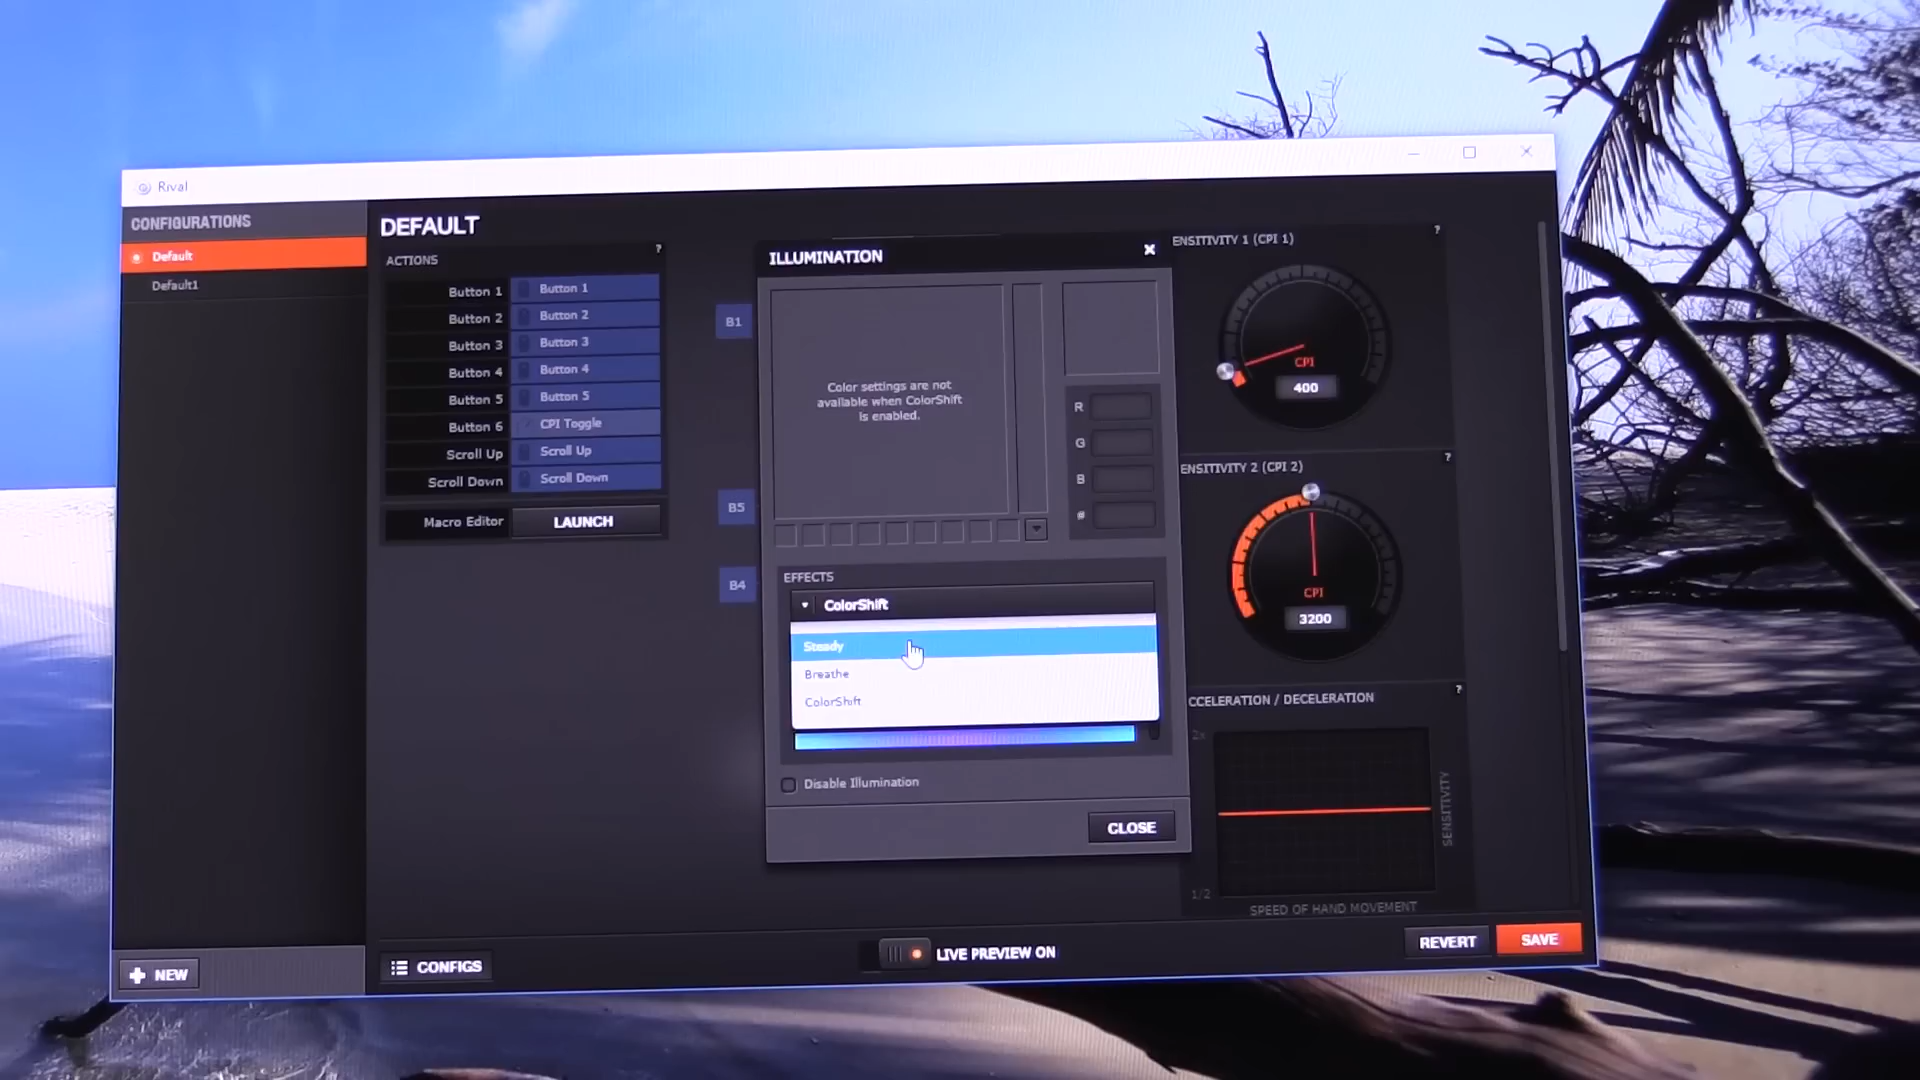 Rival
CONFIGURATIONS
Default
Default1
NEW
DEFAULT
ACTIONS ?
Button 1 Button 1
Button 2 Button 2
Button 3 Button 3
Button 4 Button 4
Button 5 Button 5
Button 6 CPI Toggle
Scroll Up Scroll Up
Scroll Down Scroll Down
Macro Editor LAUNCH
B1
B5
B4
ILLUMINATION
Color settings are not
available when ColorShift
is enabled.
R
G
B
#
EFFECTS
ColorShift
Steady
Breathe
ColorShift
Disable Illumination
CLOSE
ENSITIVITY 1 (CPI 1) ?
CPI
400
ENSITIVITY 2 (CPI 2) ?
CPI
3200
CCELERATION / DECELERATION ?
2x
1/2
SENSITIVITY
SPEED OF HAND MOVEMENT
CONFIGS
LIVE PREVIEW ON
REVERT
SAVE